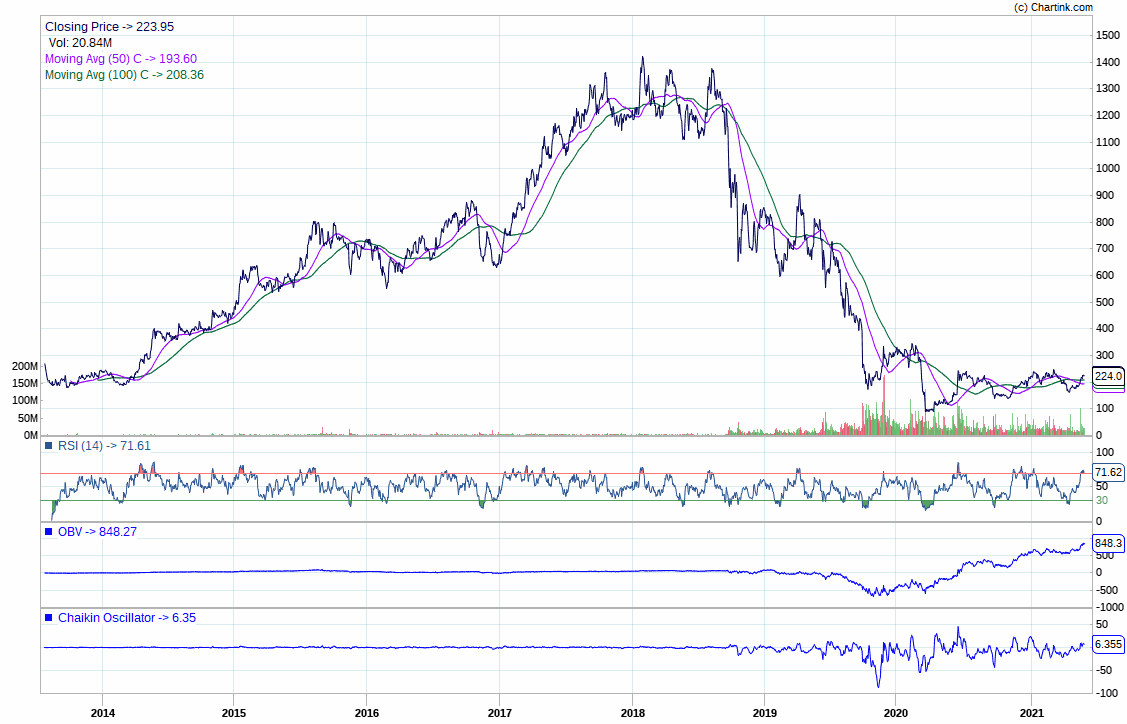 (c) Chartink.com
Closing Price -> 223.95
Vol: 20.84M
Moving Avg (50) C -> 193.60
Moving Avg (100) C -> 208.36
1500
1400
1300
1200
1100
1000
900
800
700
600
500
400
300
224.0
100
0
200M
150M
100M
50M
0M
RSI (14) -> 71.61
100
71.62
50
30
0
OBV -> 848.27
848.3
500
0
-500
-1000
Chaikin Oscillator -> 6.35
50
6.355
-50
-100
2014 2015 2016 2017 2018 2019 2020 2021